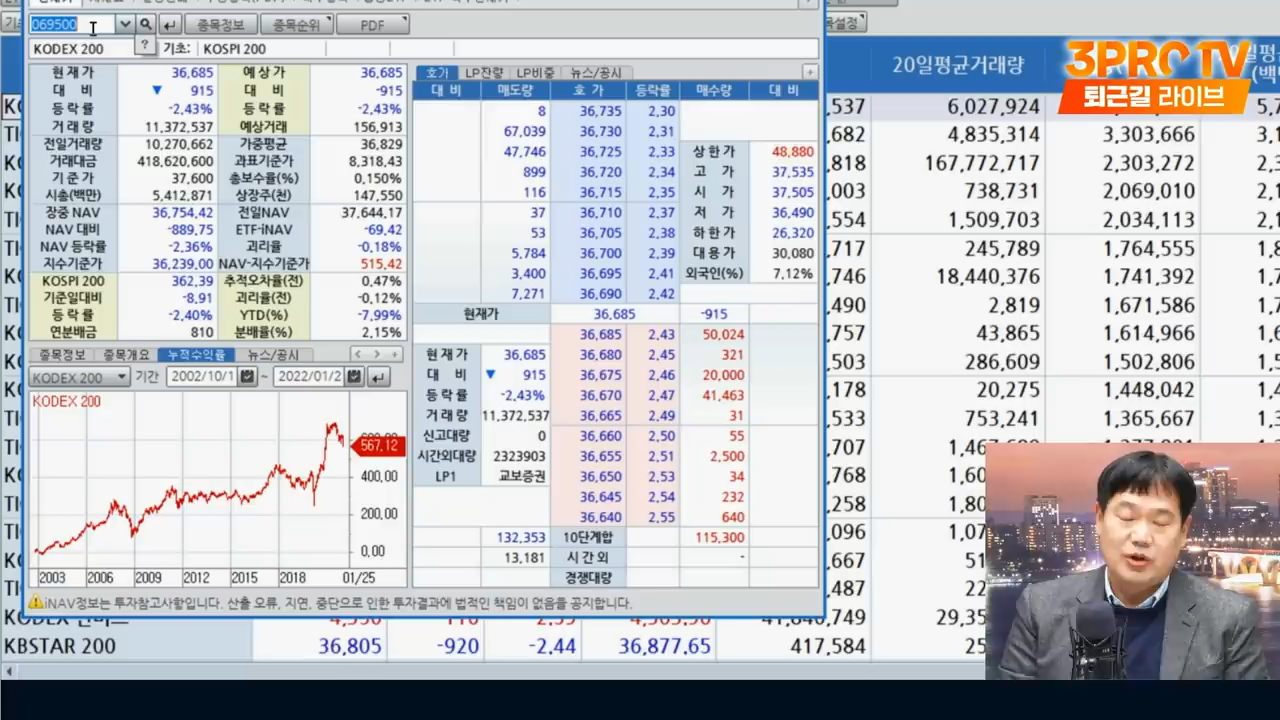 3PRO TV
퇴근길 라이브
069500 종목정보 종목순위 PDF
KODEX 200 ? 기초: KOSPI 200
현재가 36,685 예상가 36,685
대 비 ▼ 915 대 비 -915
등락률 -2,43% 등락률 -2,43%
거래량 11,372,537 예상거래 156,913
전일거래량 10,270,662 가중평균 36,829
거래대금 418,620,600 과표기준가 8,318,43
기준가 37,600 총보수율(%) 0,150%
시총(백만) 5,412,871 상장주(천) 147,550
장중 NAV 36,754,42 전일NAV 37,644,17
NAV 대비 -889,75 ETF-iNAV -69,42
NAV 등락률 -2,36% 괴리율 -0,18%
지수기준가 36,239,00 NAV-지수기준가 515,42
KOSPI 200 362,39 추적오차율(전) 0,47%
기준일대비 -8,91 괴리율(전) -0,12%
등락률 -2,40% YTD(%) -7,99%
연분배금 810 분배율(%) 2,15%
종목정보 종목개요 누적수익률 뉴스/공시
KODEX 200 기간 2002/10/1 ~ 2022/01/2
KODEX 200
567,12
400,00
200,00
0,00
2003 2006 2009 2012 2015 2018 01/25
호가 LP잔량 LP비중 뉴스/공시
대 비 매도량 호 가 등락률 매수량 대 비
8 36,735 2,30
67,039 36,730 2,31
47,746 36,725 2,33 상한가 48,880
899 36,720 2,34 고 가 37,535
116 36,715 2,35 시 가 37,505
37 36,710 2,37 저 가 36,490
53 36,705 2,38 하한가 26,320
5,784 36,700 2,39 대용가 30,080
3,400 36,695 2,41 외국인(%) 7,12%
7,271 36,690 2,42
현재가 36,685 -915
36,685 2,43 50,024
현재가 36,685 36,680 2,45 321
대 비 ▼ 915 36,675 2,46 20,000
등락률 -2,43% 36,670 2,47 41,463
거래량 11,372,537 36,665 2,49 31
신고대량 0 36,660 2,50 55
시간외대량 2323903 36,655 2,51 2,500
LP1 교보증권 36,650 2,53 34
36,645 2,54 232
36,640 2,55 640
132,353 10단계합 115,300
13,181 시간외 -
경쟁대량
iNAV정보는 투자참고사항입니다. 산출 오류, 지연, 중단으로 인한 투자결과에 법적인 책임이 없음을 공지합니다.
20일평균거래량
,537 6,027,924
,682 4,835,314 3,303,666
,818 167,772,717 2,303,272
,003 738,731 2,069,010
,554 1,509,703 2,034,113
,717 245,789 1,764,555
,746 18,440,376 1,741,392
,490 2,819 1,671,586
,757 43,865 1,614,966
,503 286,609 1,502,806
,178 20,275 1,448,042
,533 753,241 1,365,667
,707
,768
,258
,096
,667
,487
,749
KBSTAR 200 36,805 -920 -2,44 36,877,65 417,584